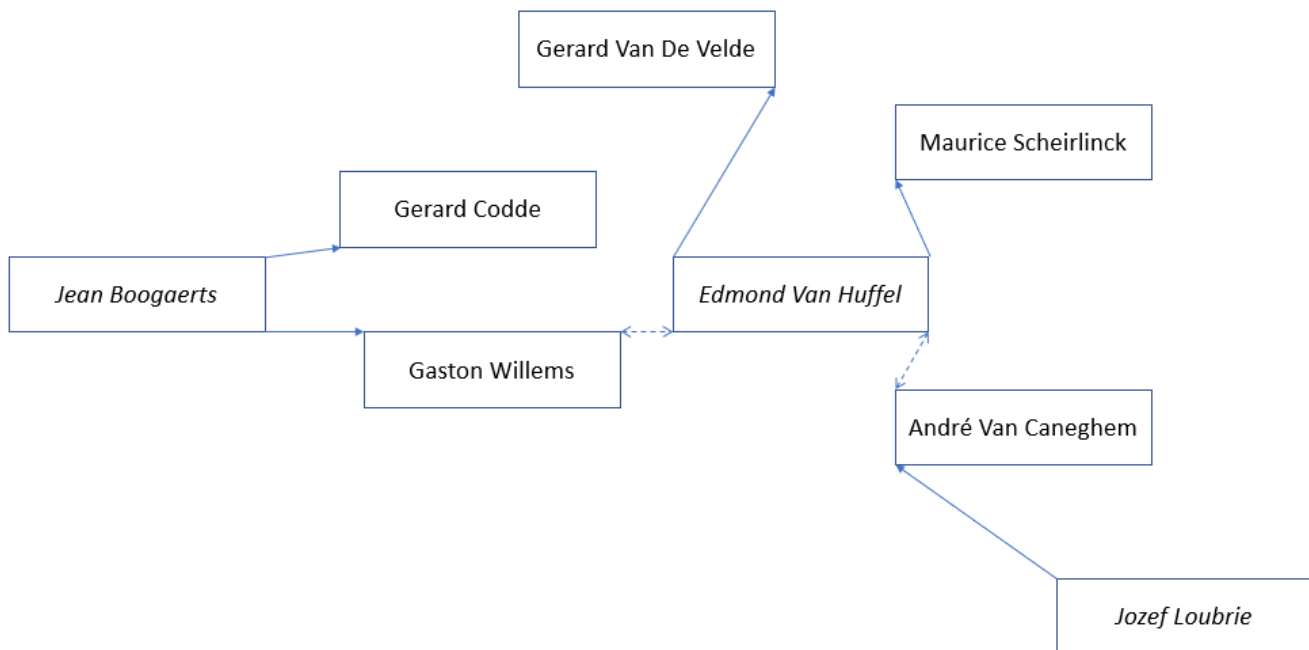 Gerard Van De Velde
Maurice Scheirlinck
Gerard Codde
Jean Boogaerts
Edmond Van Huffel
Gaston Willems
André Van Caneghem
Jozef Loubrie